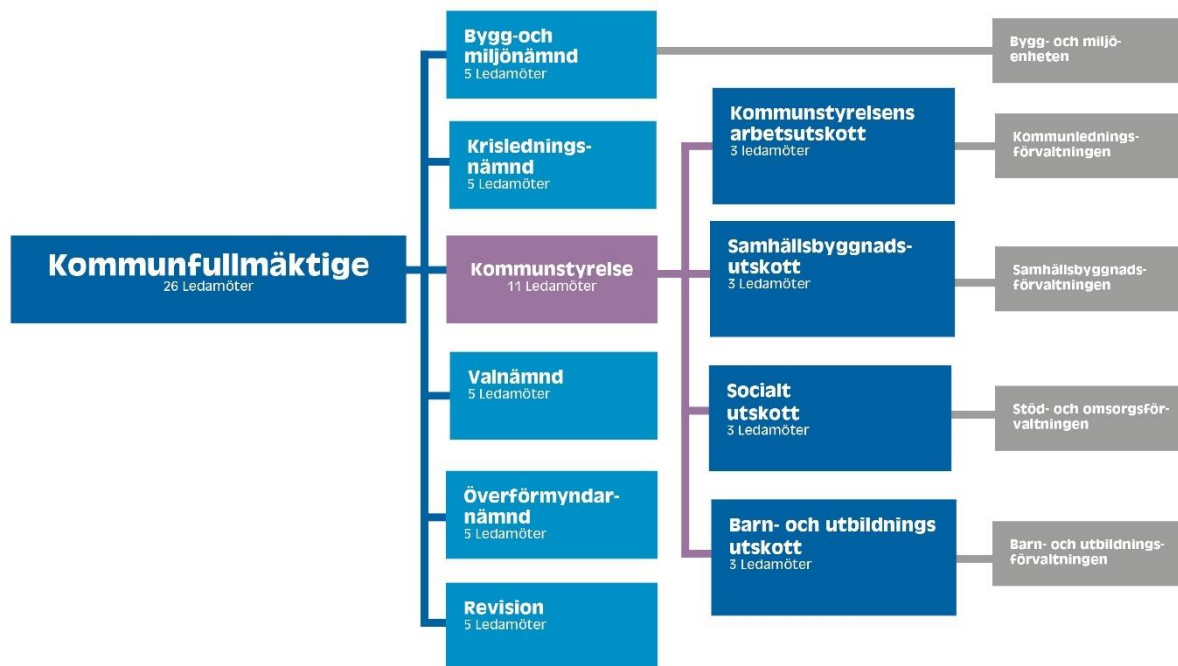 Bygg-och
miljönämnd
5 Ledamöter
Bygg- och miljö-
enheten
Kommunstyrelsens
arbetsutskott
3 ledamöter
Kommunlednings-
förvaltningen
Krislednings-
nämnd
5 Ledamöter
Kommunfullmäktige
26 Ledamöter
Kommunstyrelse
11 Ledamöter
Samhällsbyggnads-
utskott
3 Ledamöter
Samhällsbyggnads-
förvaltningen
Valnämnd
5 Ledamöter
Socialt
utskott
3 Ledamöter
Stöd- och omsorgsför-
valtningen
Överförmyndar-
nämnd
5 Ledamöter
Barn- och utbildnings
utskott
3 Ledamöter
Barn- och utbildnings-
förvaltningen
Revision
5 Ledamöter